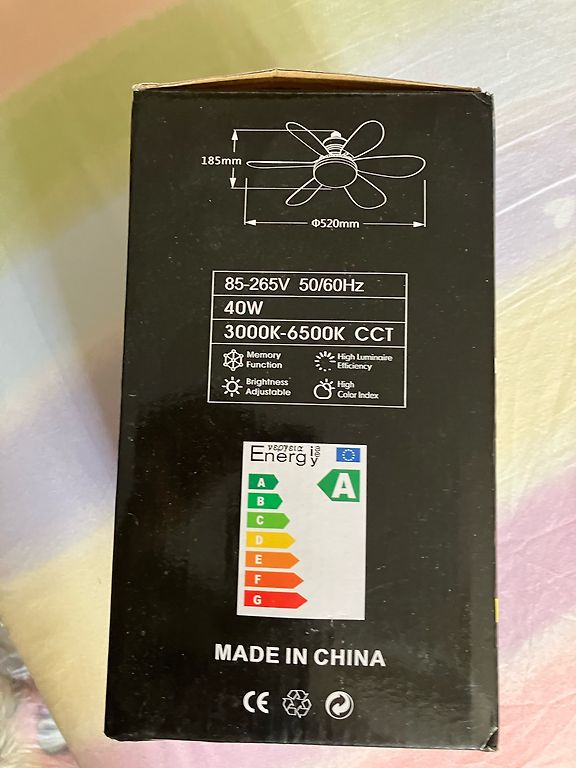 185mm
Φ520mm
85-265V 50/60Hz
40W
3000K-6500K CCT
Memory
Function
High Luminaire
Efficiency
Brightness
Adjustable
High
Color Index
Energ
A
A
B
C
D
E
F
G
MADE IN CHINA
CE